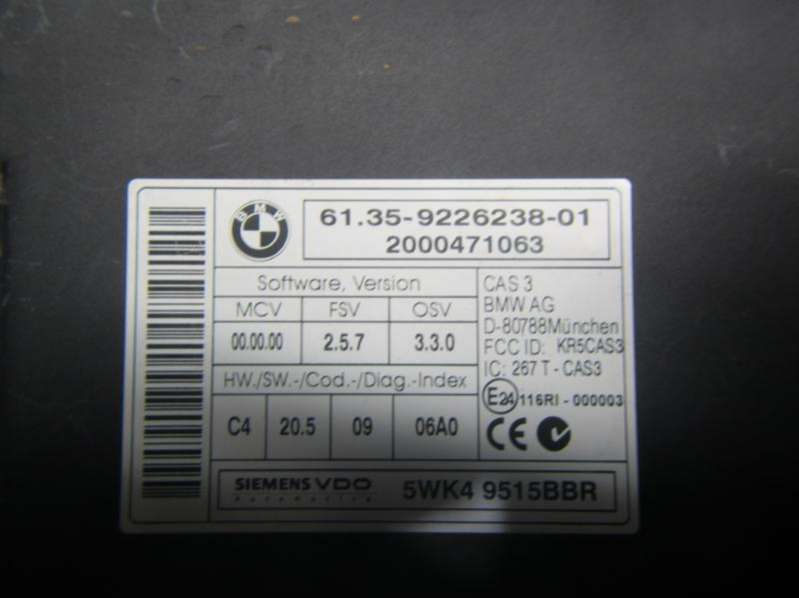 BMW
61.35-9226238-01
2000471063
Software, Version
MCV FSV OSV
00.00.00 2.5.7 3.3.0
HW./SW.-/Cod.-/Diag.-Index
C4 20.5 09 06A0
CAS 3
BMW AG
D-80788München
FCC ID: KR5CAS3
IC: 267 T - CAS3
E24 116RI - 000003
CE
SIEMENS VDO
Automotive
5WK4 9515BBR